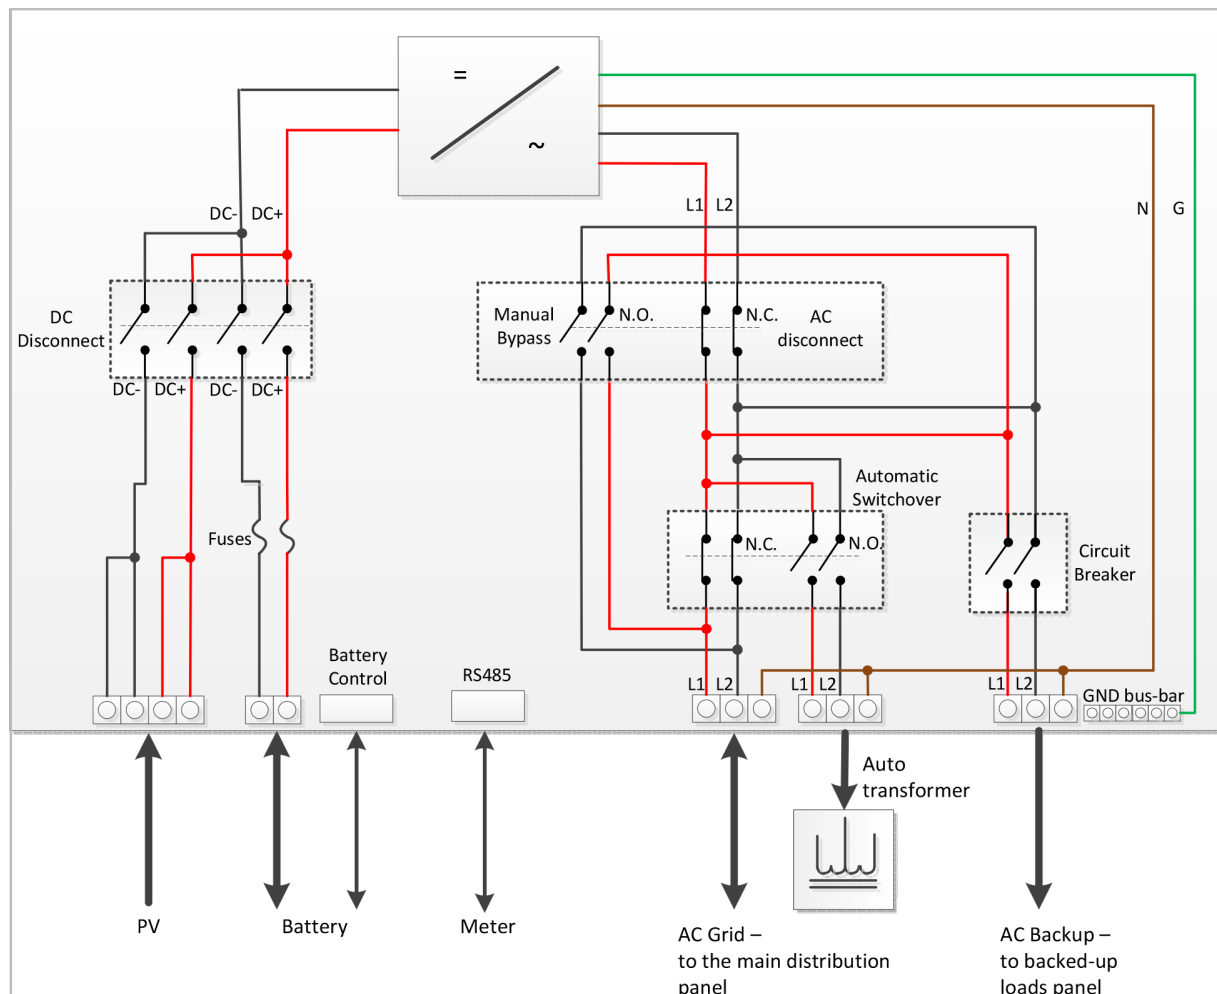 =
~
DC-
DC+
L1
L2
N
G
DC
Disconnect
Manual
Bypass
N.O.
N.C.
AC
disconnect
DC-
DC+
DC-
DC+
Automatic
Switchover
Fuses
N.C.
N.O.
Circuit
Breaker
Battery
Control
RS485
L1
L2
L1
L2
L1
L2
GND bus-bar
Auto
transformer
PV
Battery
Meter
AC Grid –
to the main distribution
panel
AC Backup –
to backed-up
loads panel